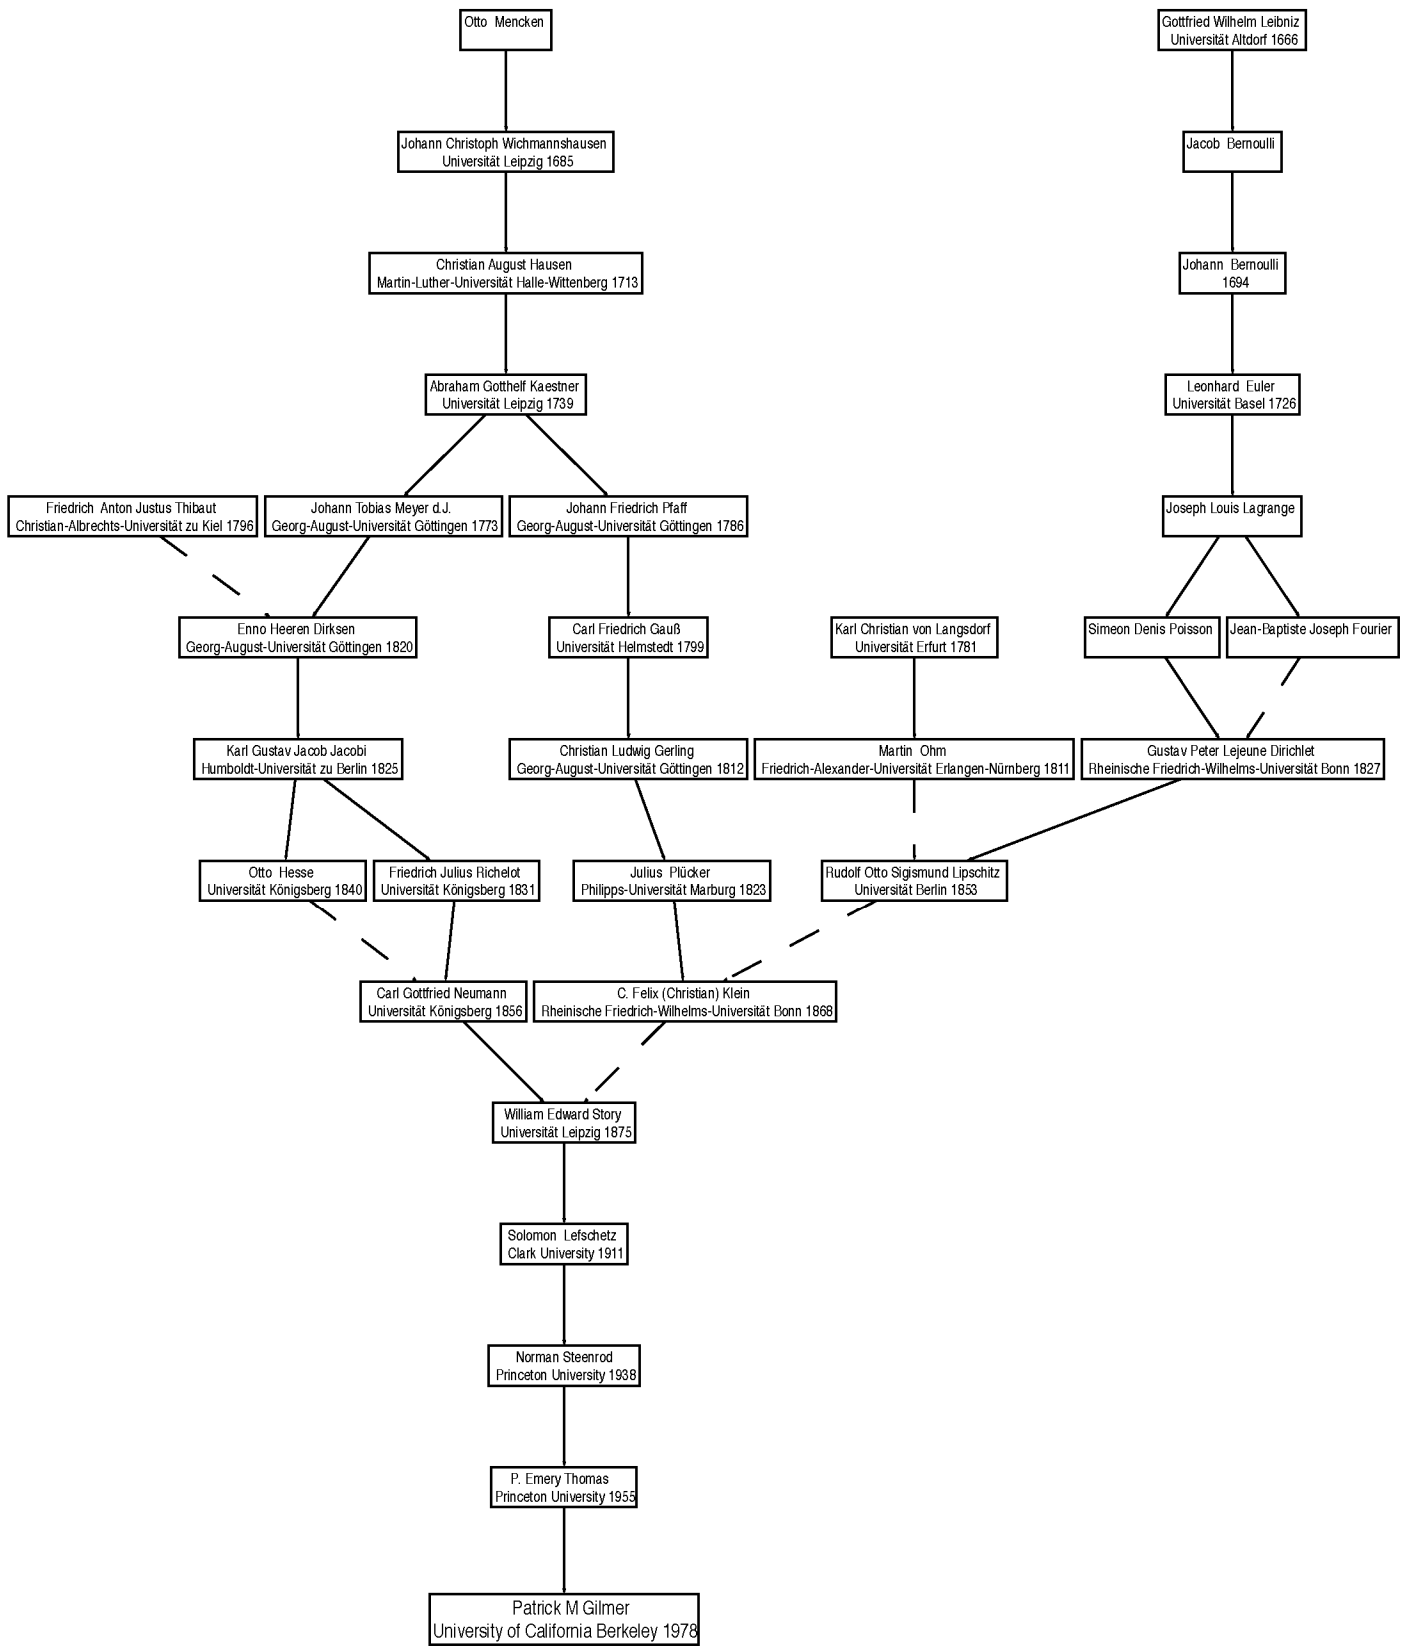 Otto Mencken
Gottfried Wilhelm Leibniz
Universität Altdorf 1666
Johann Christoph Wichmannshausen
Universität Leipzig 1685
Jacob Bernoulli
Christian August Hausen
Martin-Luther-Universität Halle-Wittenberg 1713
Johann Bernoulli
1694
Abraham Gotthelf Kaestner
Universität Leipzig 1739
Leonhard Euler
Universität Basel 1726
Friedrich Anton Justus Thibaut
Christian-Albrechts-Universität zu Kiel 1796
Johann Tobias Meyer d.J.
Georg-August-Universität Göttingen 1773
Johann Friedrich Pfaff
Georg-August-Universität Göttingen 1786
Joseph Louis Lagrange
Enno Heeren Dirksen
Georg-August-Universität Göttingen 1820
Carl Friedrich Gauß
Universität Helmstedt 1799
Karl Christian von Langsdorf
Universität Erfurt 1781
Simeon Denis Poisson
Jean-Baptiste Joseph Fourier
Karl Gustav Jacob Jacobi
Humboldt-Universität zu Berlin 1825
Christian Ludwig Gerling
Georg-August-Universität Göttingen 1812
Martin Ohm
Friedrich-Alexander-Universität Erlangen-Nürnberg 1811
Gustav Peter Lejeune Dirichlet
Rheinische Friedrich-Wilhelms-Universität Bonn 1827
Otto Hesse
Universität Königsberg 1840
Friedrich Julius Richelot
Universität Königsberg 1831
Julius Plücker
Philipps-Universität Marburg 1823
Rudolf Otto Sigismund Lipschitz
Universität Berlin 1853
Carl Gottfried Neumann
Universität Königsberg 1856
C. Felix (Christian) Klein
Rheinische Friedrich-Wilhelms-Universität Bonn 1868
William Edward Story
Universität Leipzig 1875
Solomon Lefschetz
Clark University 1911
Norman Steenrod
Princeton University 1938
P. Emery Thomas
Princeton University 1955
Patrick M Gilmer
University of California Berkeley 1978